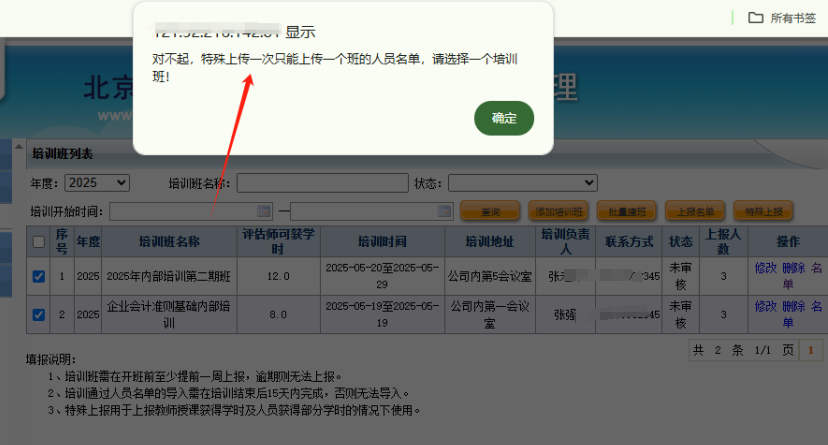 所有书签
显示
对不起，特殊上传一次只能上传一个班的人员名单，请选择一个培训
班！
确定
北京
理
www
培训班列表
年度： 2025 培训班名称： 状态：
培训开始时间： — 查询 添加培训班 批量建班 上报名单 特殊上报
序号 年度 培训班名称 评估师可获学时 培训时间 培训地址 培训负责人 联系方式 状态 上报人数 操作
1 2025 2025年内部培训第二期班 12.0 2025-05-20至2025-05-29 公司内第5会议室 张 2345 未审核 3 修改 删除 名单
2 2025 企业会计准则基础内部培训 8.0 2025-05-19至2025-05-19 公司内第一会议室 张强 未审核 3 修改 删除 名单
共 2 条 1/1 页 1
填报说明：
1、培训班需在开班前至少提前一周上报，逾期则无法上报。
2、培训通过人员名单的导入需在培训结束后15天内完成，否则无法导入。
3、特殊上报用于上报教师授课获得学时及人员获得部分学时的情况下使用。